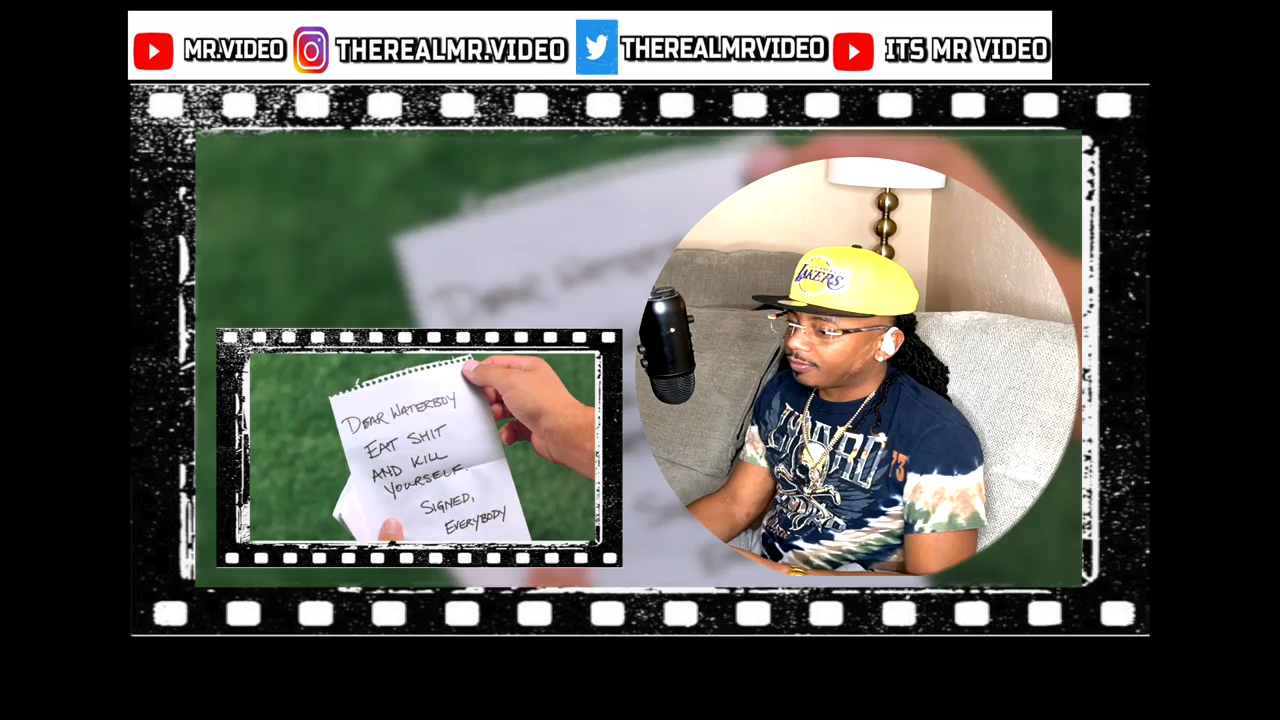 MR.VIDEO THEREALMR.VIDEO THEREALMRVIDEO ITS MR VIDEO
LAKERS
DEAR WATERBOY
EAT SHIT
AND KILL
YOURSELF.
SIGNED,
EVERYBODY